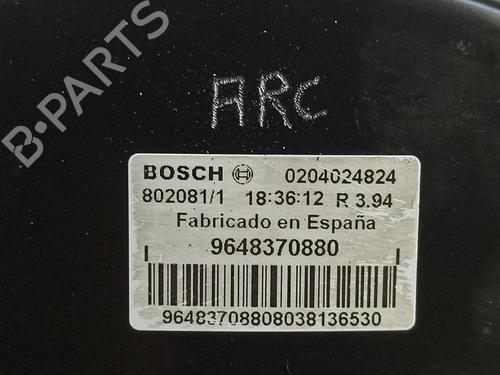 B-PARTS
ARC
BOSCH 0204024824
802081/1 18:36:12 R 3.94
Fabricado en España
9648370880
96483708808038136530